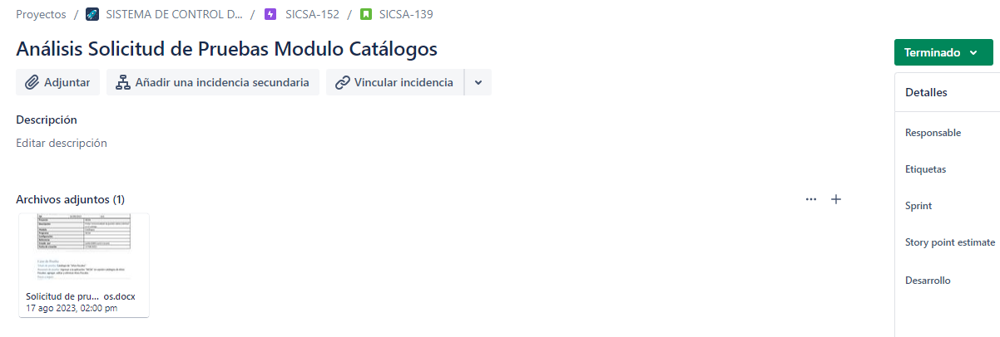 Proyectos / SISTEMA DE CONTROL D... / SICSA-152 / SICSA-139
Análisis Solicitud de Pruebas Modulo Catálogos
Adjuntar Añadir una incidencia secundaria Vincular incidencia
Descripción
Editar descripción
Archivos adjuntos (1)
Solicitud de pru... os.docx
17 ago 2023, 02:00 pm
Terminado
Detalles
Responsable
Etiquetas
Sprint
Story point estimate
Desarrollo